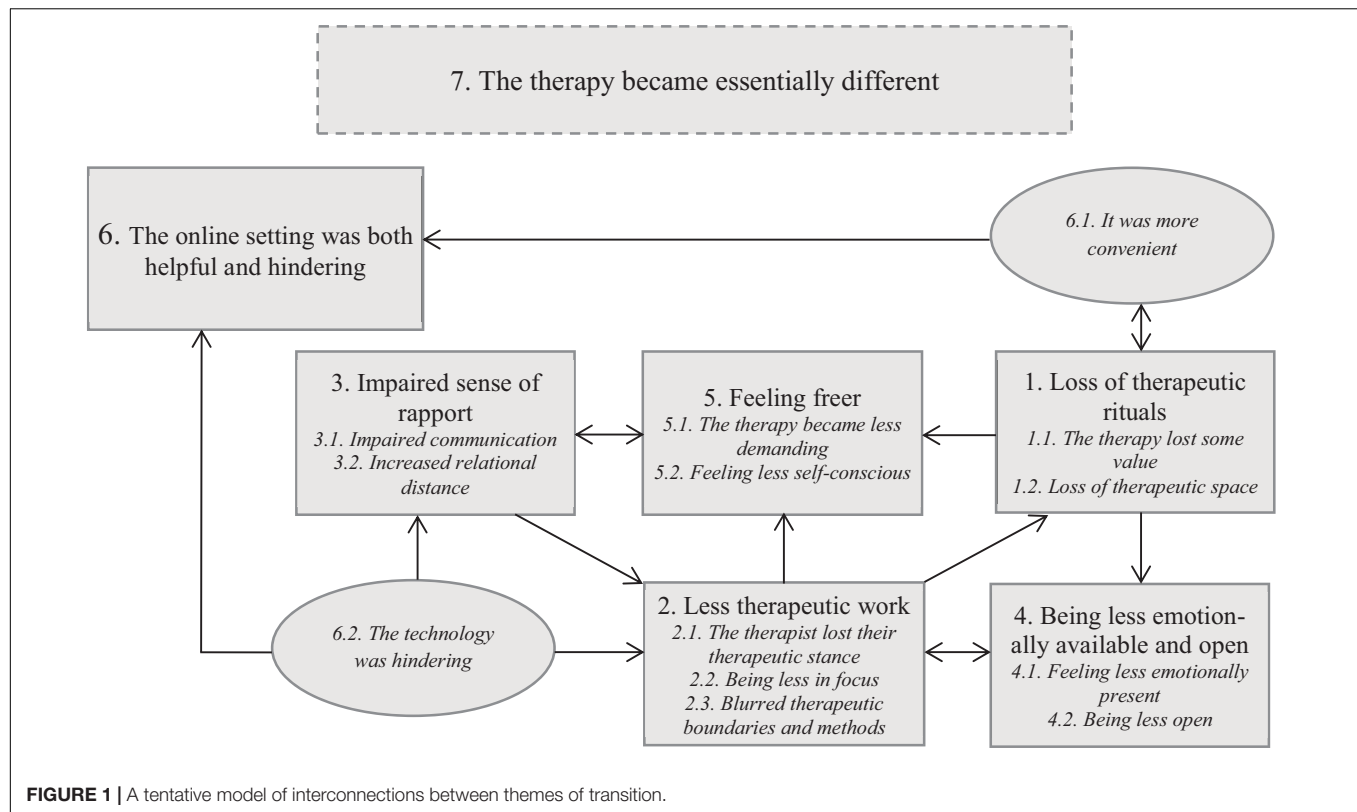 7. The therapy became essentially different
6. The online setting was both
helpful and hindering
6.1. It was more
convenient
3. Impaired sense of
rapport
3.1. Impaired communication
3.2. Increased relational
distance
5. Feeling freer
5.1. The therapy became less
demanding
5.2. Feeling less self-conscious
1. Loss of therapeutic
rituals
1.1. The therapy lost some
value
1.2. Loss of therapeutic space
6.2. The technology
was hindering
2. Less therapeutic work
2.1. The therapist lost their
therapeutic stance
2.2. Being less in focus
2.3. Blurred therapeutic
boundaries and methods
4. Being less emotion-
ally available and open
4.1. Feeling less emotionally
present
4.2. Being less open
FIGURE 1 | A tentative model of interconnections between themes of transition.